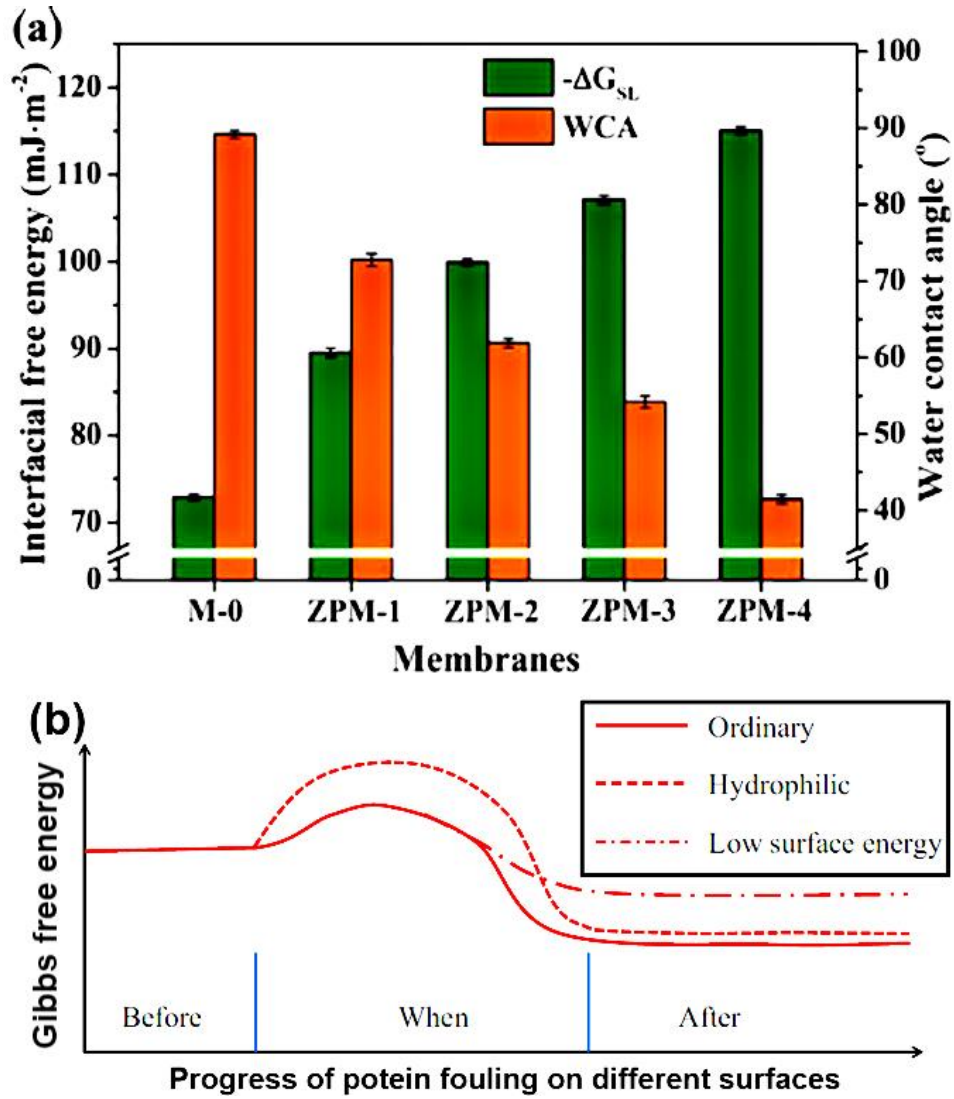 (a)
Interfacial free energy (mJ·m⁻²)
120
110
100
90
80
70
0
-ΔG_SL
WCA
100
90
80
70
60
50
40
0
Water contact angle (°)
M-0 ZPM-1 ZPM-2 ZPM-3 ZPM-4
Membranes
(b)
Gibbs free energy
Ordinary
Hydrophilic
Low surface energy
Before When After
Progress of potein fouling on different surfaces